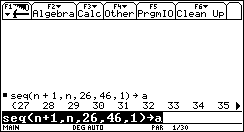 F1 F2 F3 F4 F5 F6
Algebra Calc Other PrgmIO Clean Up
seq(n+1,n,26,46,1)→a
{27 28 29 30 31 32 33 34 35
seq(n+1,n,26,46,1)→a
MAIN DEG AUTO PAR 1/30